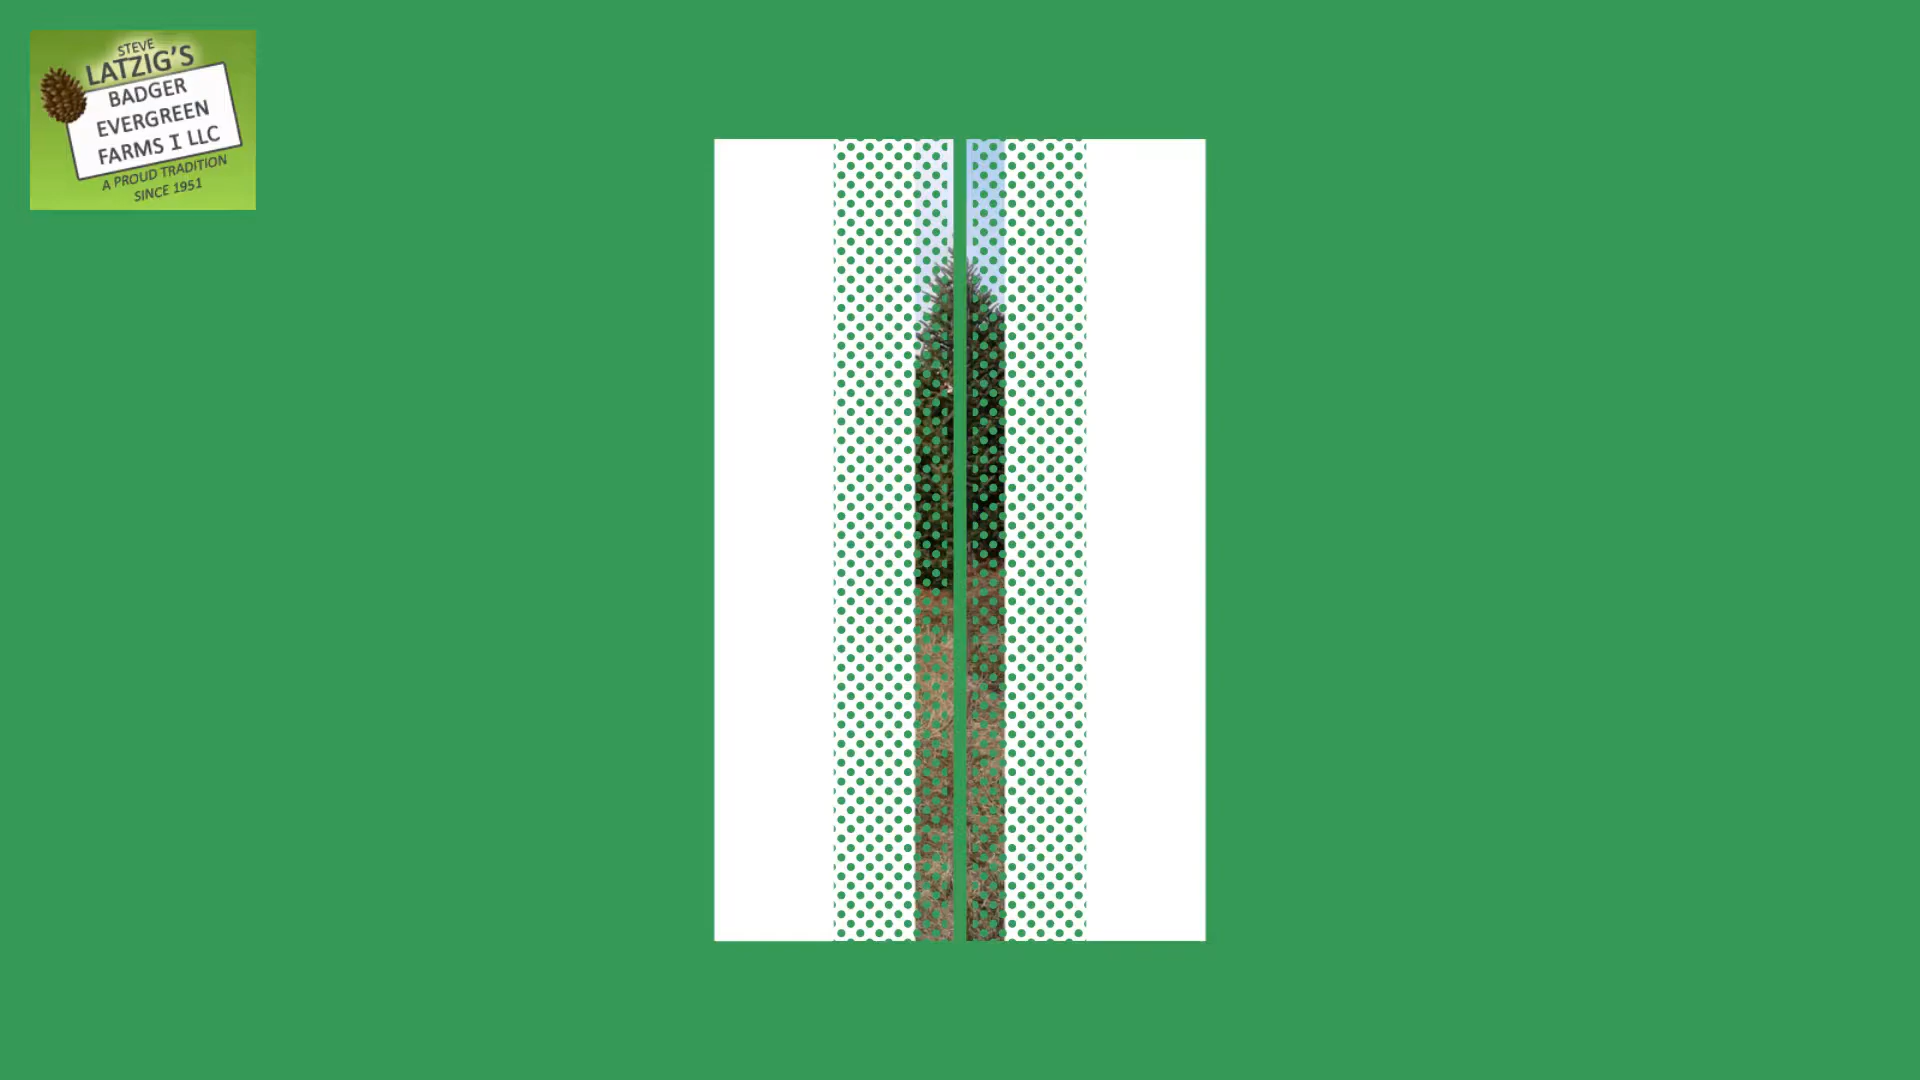 STEVE
LATZIG'S
BADGER
EVERGREEN
FARMS I LLC
A PROUD TRADITION
SINCE 1951